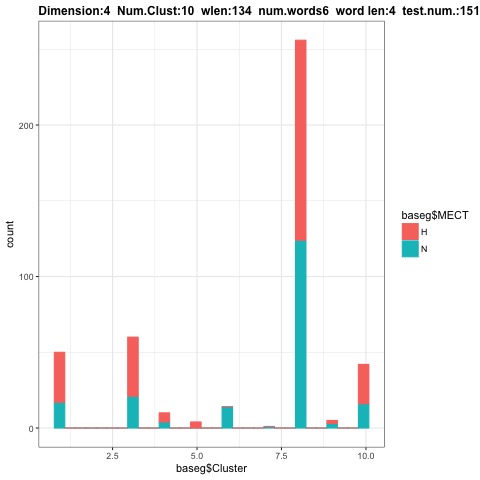 Dimension:4 Num.Clust:10 wlen:134 num.words6 word len:4 test.num.:151
count
200
100
0
2.5 5.0 7.5 10.0
baseg$Cluster
baseg$MECT
H
N